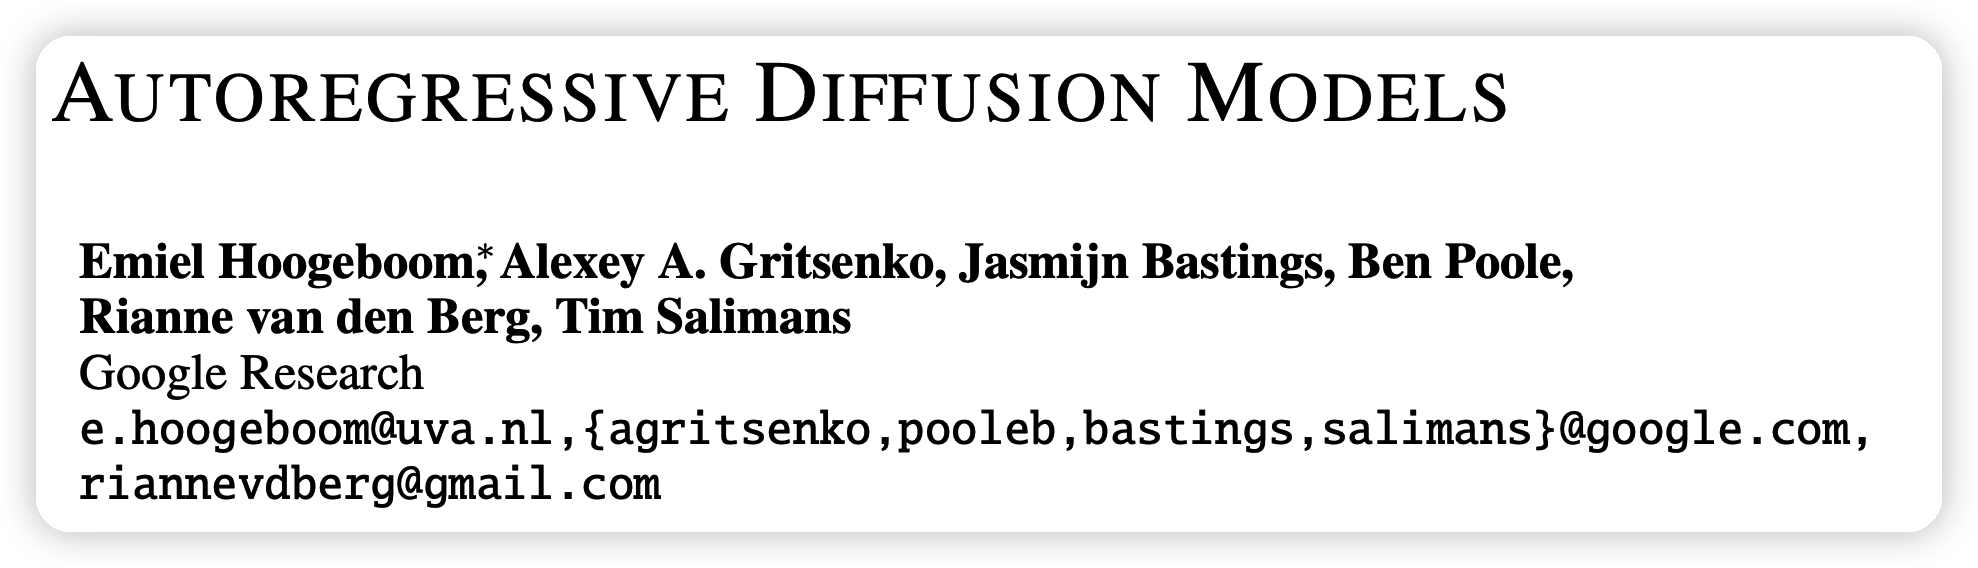 AUTOREGRESSIVE DIFFUSION MODELS
Emiel Hoogeboom,* Alexey A. Gritsenko, Jasmijn Bastings, Ben Poole,
Rianne van den Berg, Tim Salimans
Google Research
e.hoogeboom@uva.nl,{agritsenko,pooleb,bastings,salimans}@google.com,
riannevdberg@gmail.com